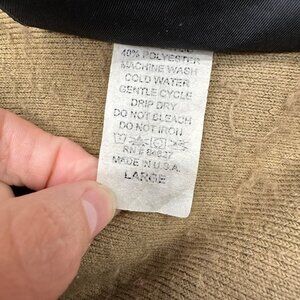 40% POLYESTER
MACHINE WASH
COLD WATER
GENTLE CYCLE
DRIP DRY
DO NOT BLEACH
DO NOT IRON
RN #
MADE IN U.S.A.
LARGE